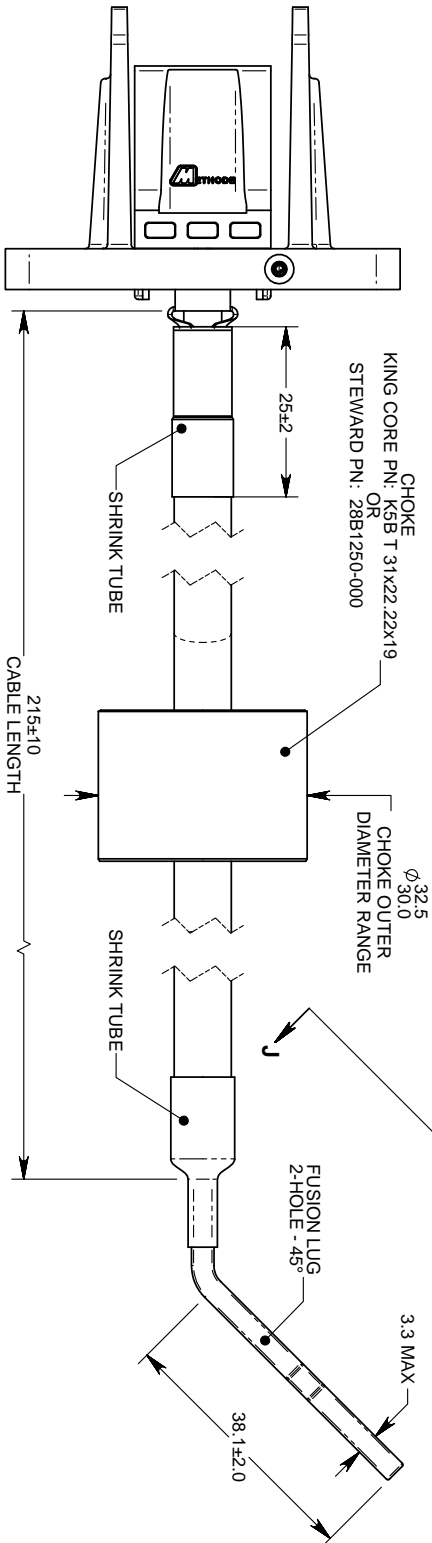 METHODE
25±2
SHRINK TUBE
CHOKE
KING CORE PN: K5B T 31x22.22x19
OR
STEWARD PN: 28B1250-000
215±10
CABLE LENGTH
Ø 32.5
30.0
CHOKE OUTER
DIAMETER RANGE
SHRINK TUBE
J
FUSION LUG
2-HOLE - 45°
3.3 MAX
38.1±2.0